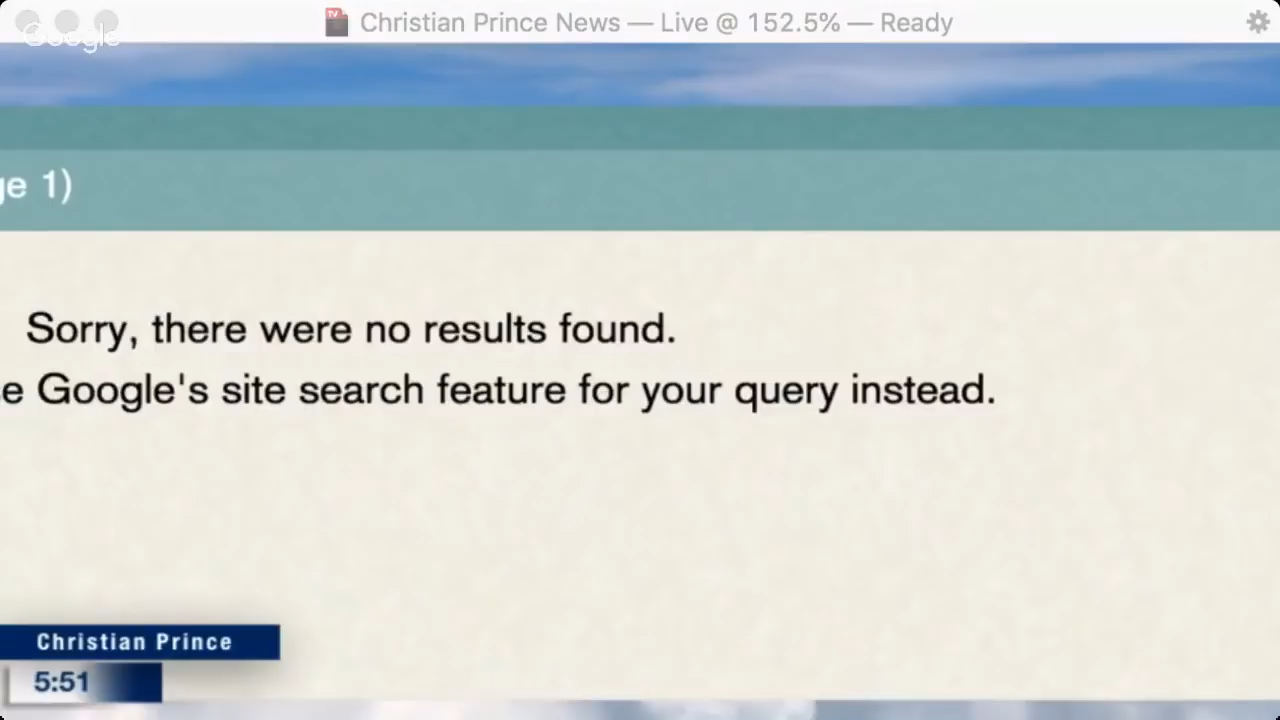 Christian Prince News — Live @ 152.5% — Ready
Google
ge 1)
Sorry, there were no results found.
e Google's site search feature for your query instead.
Christian Prince
5:51